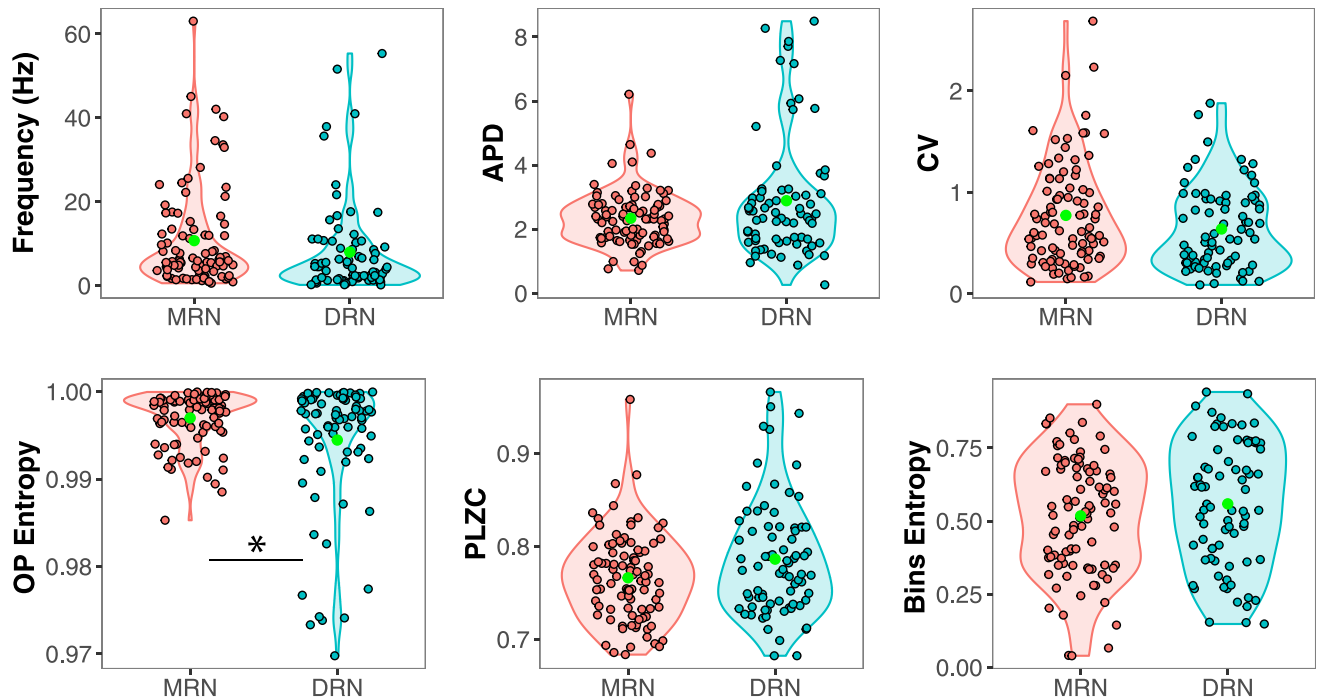 Frequency (Hz)
60
40
20
0
MRN DRN
APD
8
6
4
2
0
MRN DRN
CV
2
1
0
MRN DRN
OP Entropy
1.00
0.99
0.98
0.97
*
MRN DRN
PLZC
0.9
0.8
0.7
MRN DRN
Bins Entropy
0.75
0.50
0.25
0.00
MRN DRN